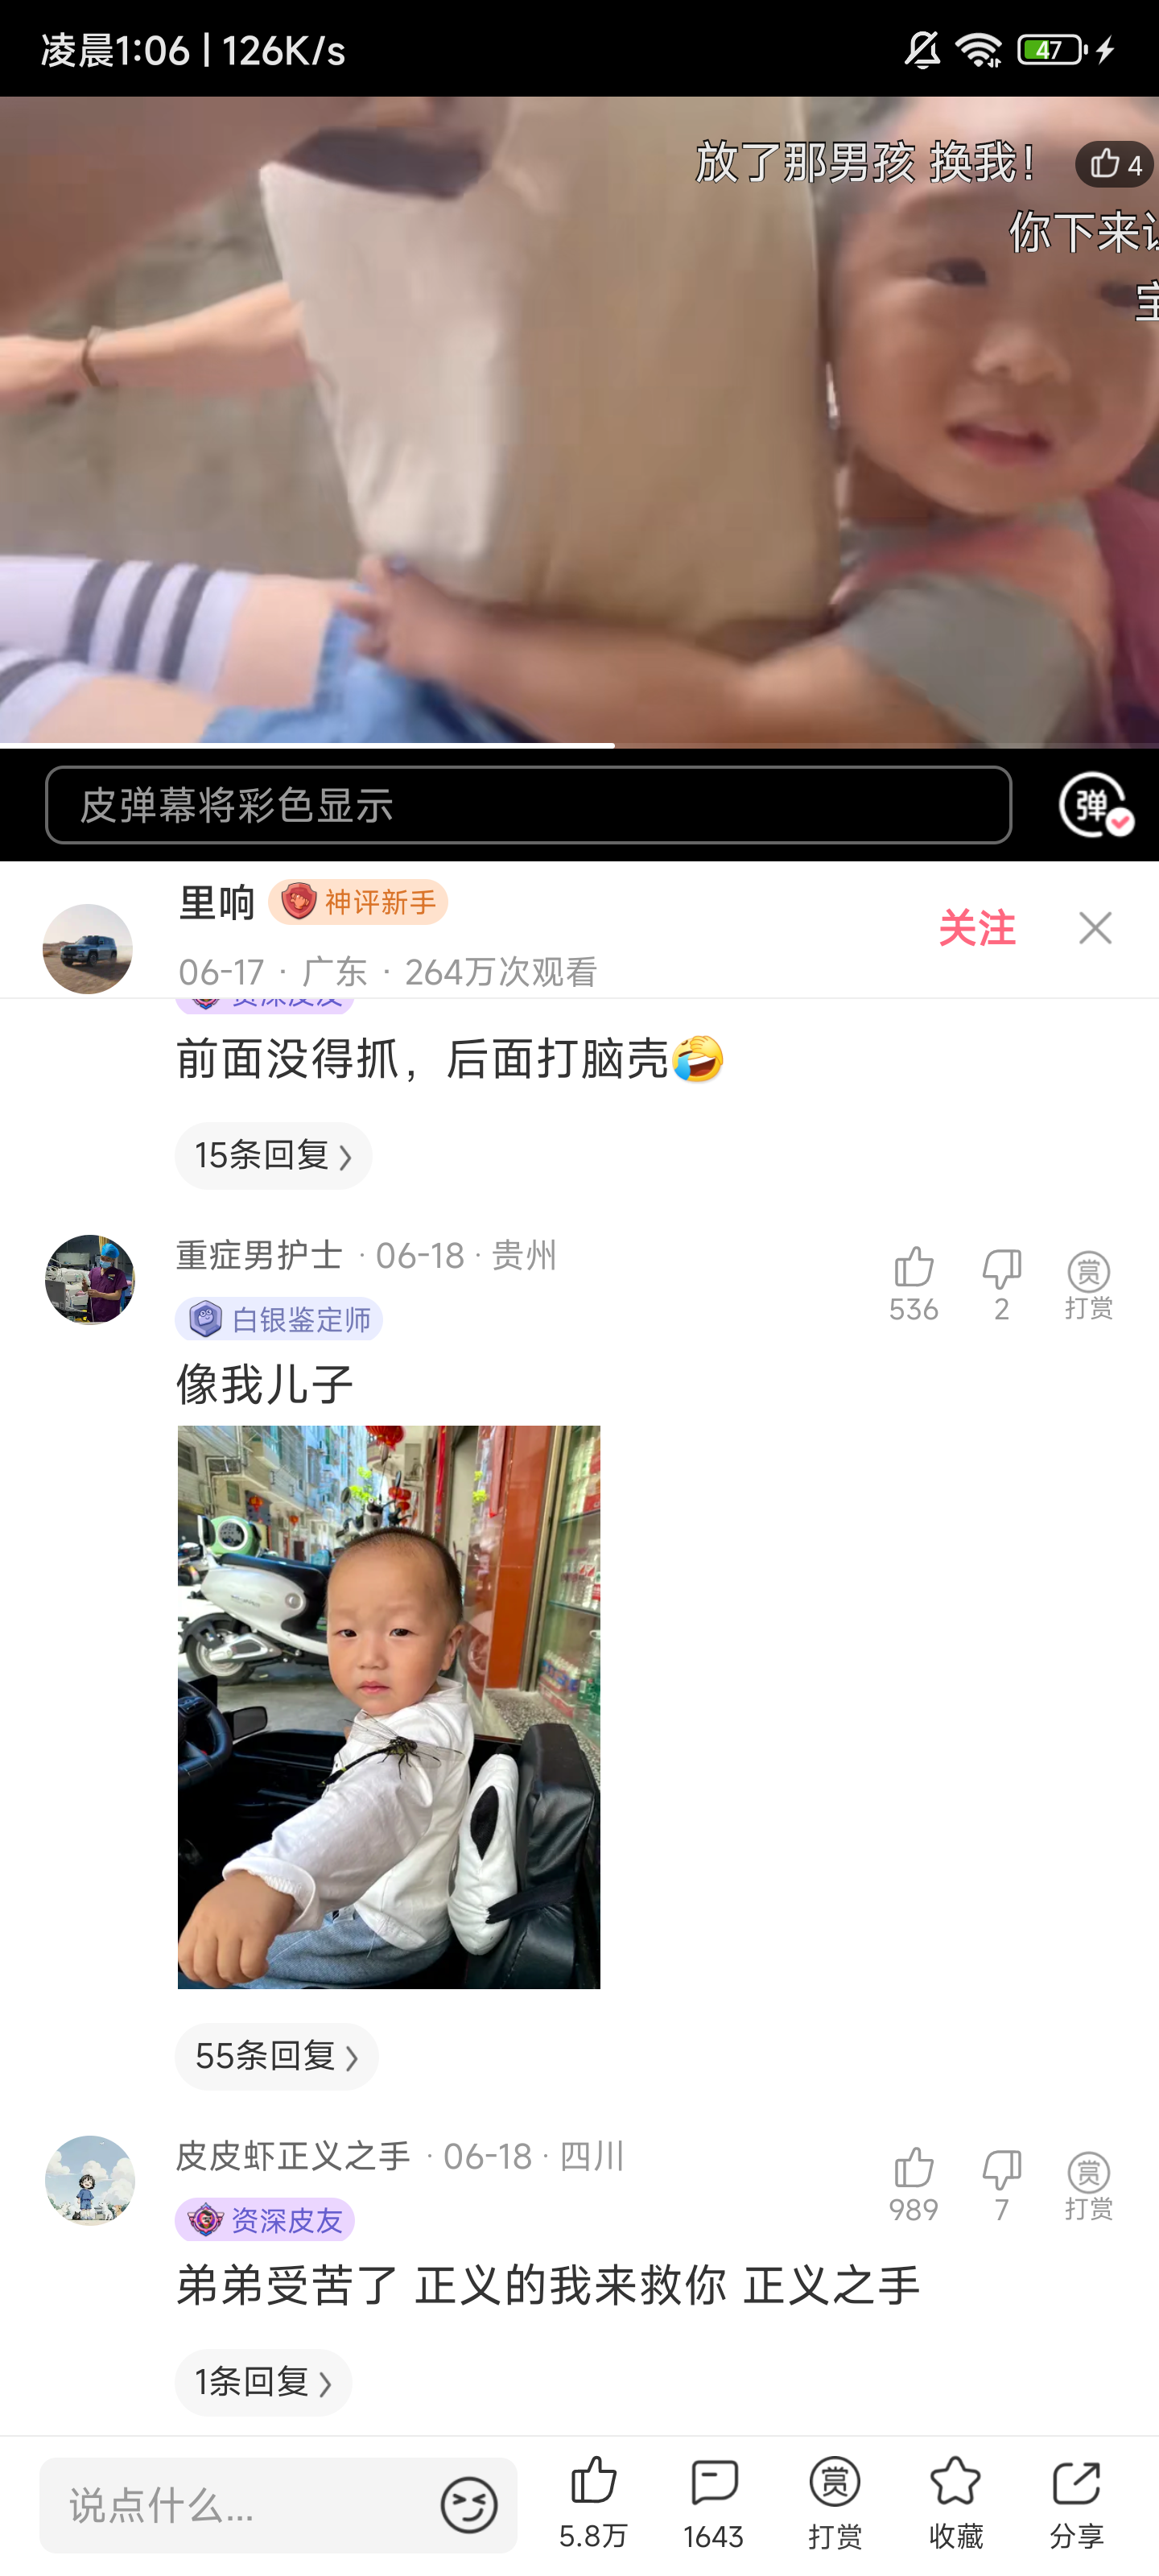 凌晨1:06 | 126K/s
47
放了那男孩 换我！
4
你下来
皮弹幕将彩色显示
弹
里响
神评新手
关注
06-17 · 广东 · 264万次观看
资深皮友
前面没得抓，后面打脑壳
15条回复
重症男护士 · 06-18 · 贵州
白银鉴定师
536
2
赏
打赏
像我儿子
55条回复
皮皮虾正义之手 · 06-18 · 四川
资深皮友
989
7
赏
打赏
弟弟受苦了 正义的我来救你 正义之手
1条回复
说点什么...
5.8万
1643
赏
打赏
收藏
分享